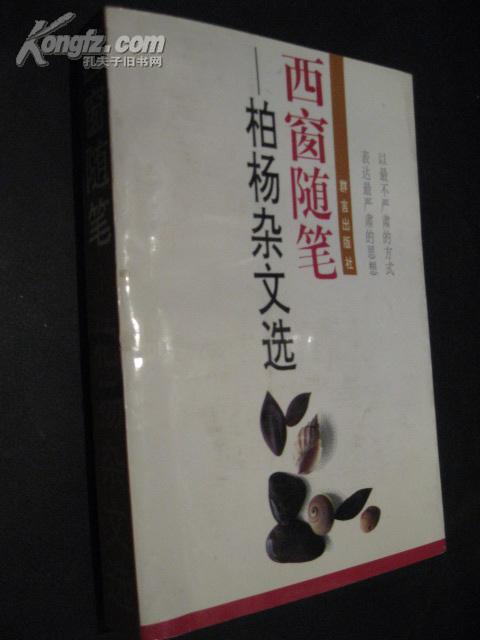 Kongfz.com
孔夫子旧书网
西窗随笔
—柏杨杂文选
群言出版社
以最不严肃的方式
表达最严肃的思想
西窗随笔